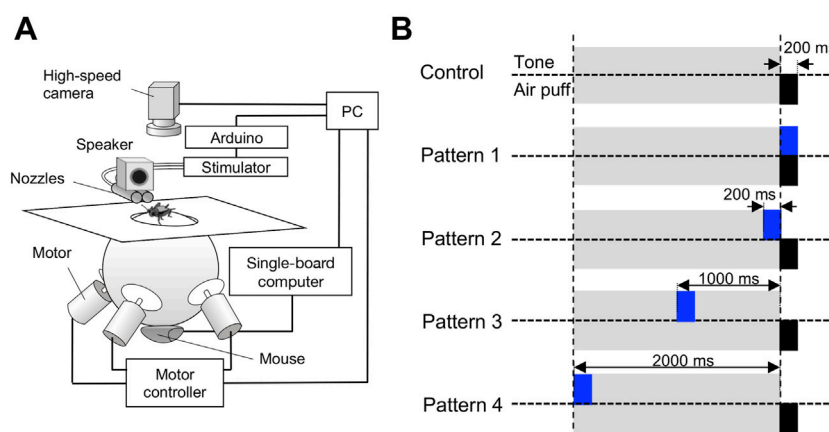 A
High-speed
camera
PC
Arduino
Speaker
Stimulator
Nozzles
Motor
Single-board
computer
Mouse
Motor
controller
B
200 m
Control
Tone
Air puff
Pattern 1
200 ms
Pattern 2
1000 ms
Pattern 3
2000 ms
Pattern 4